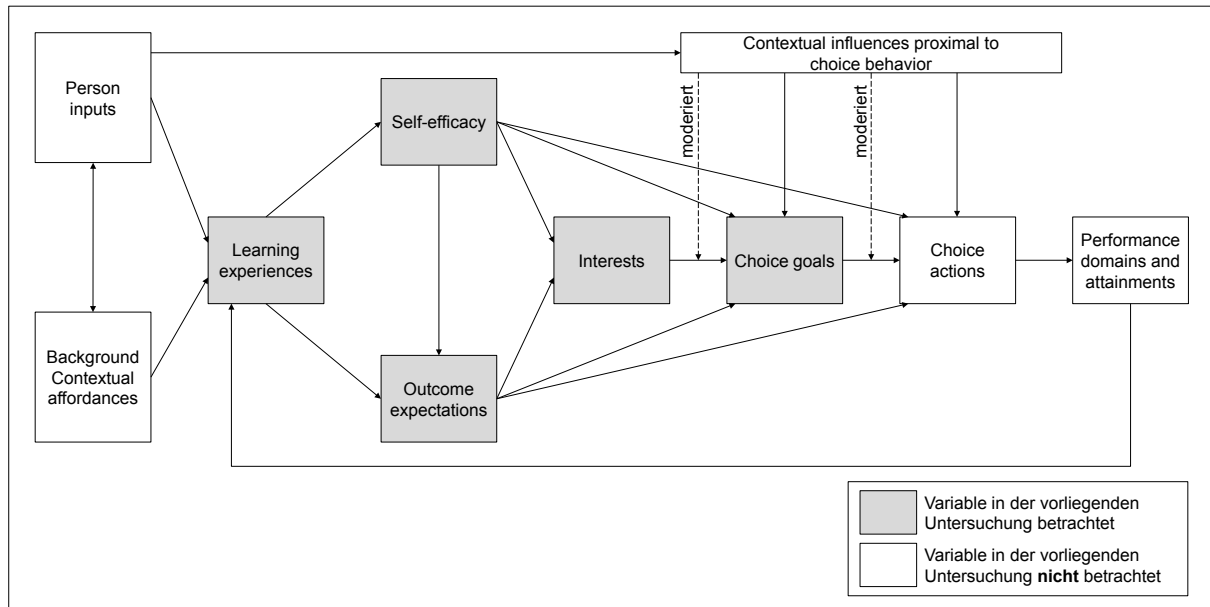 Person
inputs
Contextual influences proximal to
choice behavior
moderiert
moderiert
Self-efficacy
Learning
experiences
Interests
Choice goals
Choice
actions
Performance
domains and
attainments
Background
Contextual
affordances
Outcome
expectations
Variable in der vorliegenden
Untersuchung betrachtet
Variable in der vorliegenden
Untersuchung nicht betrachtet